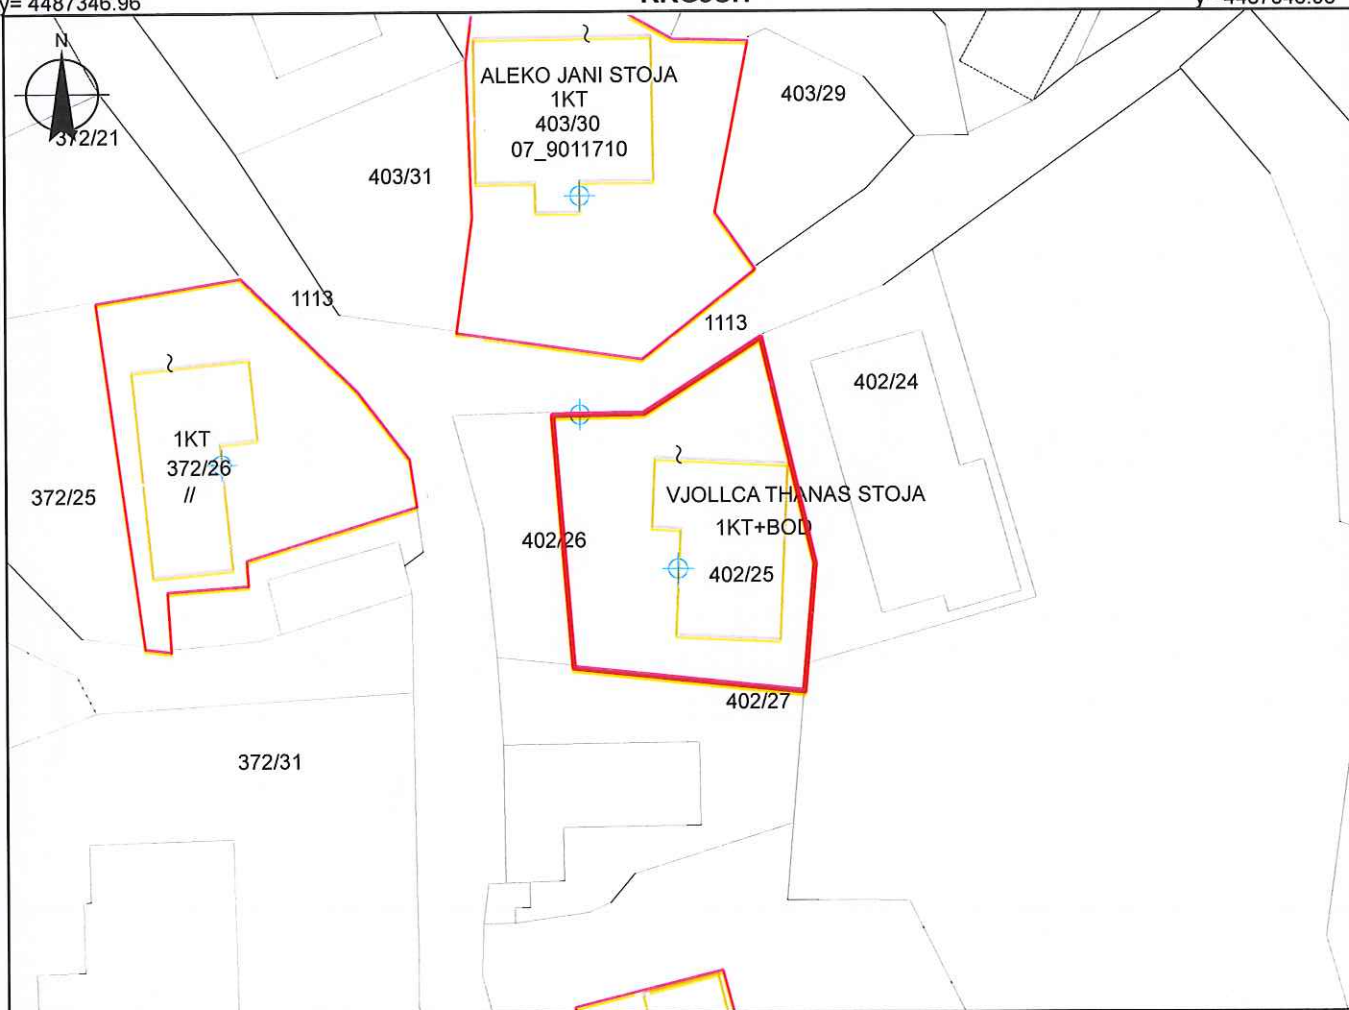 y= 4487346.96
N
ALEKO JANI STOJA
1KT
403/30
07_9011710
403/29
372/21
403/31
1113
1113
402/24
1KT
372/26
//
372/25
VJOLLCA THANAS STOJA
1KT+BOD
402/26
402/25
402/27
372/31